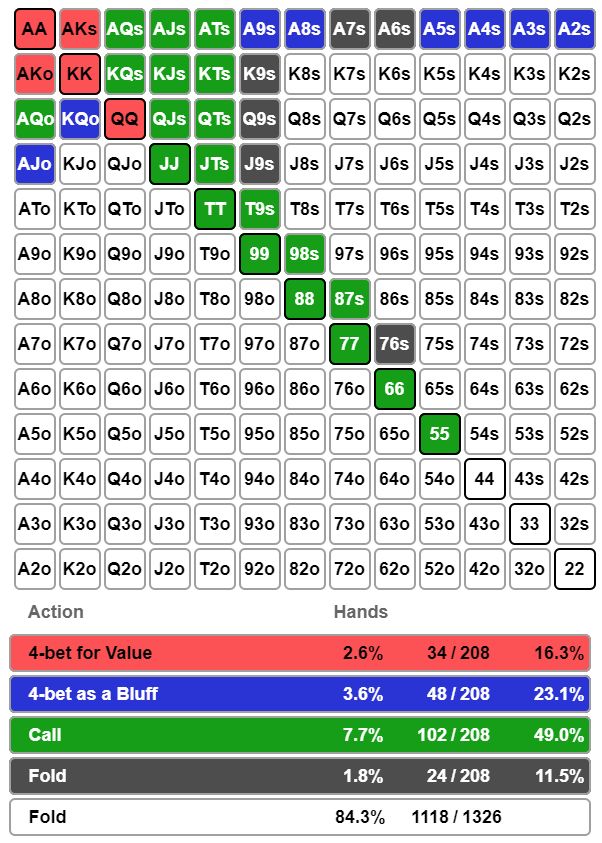 AA AKs AQs AJs ATs A9s A8s A7s A6s A5s A4s A3s A2s
AKo KK KQs KJs KTs K9s K8s K7s K6s K5s K4s K3s K2s
AQo KQo QQ QJs QTs Q9s Q8s Q7s Q6s Q5s Q4s Q3s Q2s
AJo KJo QJo JJ JTs J9s J8s J7s J6s J5s J4s J3s J2s
ATo KTo QTo JTo TT T9s T8s T7s T6s T5s T4s T3s T2s
A9o K9o Q9o J9o T9o 99 98s 97s 96s 95s 94s 93s 92s
A8o K8o Q8o J8o T8o 98o 88 87s 86s 85s 84s 83s 82s
A7o K7o Q7o J7o T7o 97o 87o 77 76s 75s 74s 73s 72s
A6o K6o Q6o J6o T6o 96o 86o 76o 66 65s 64s 63s 62s
A5o K5o Q5o J5o T5o 95o 85o 75o 65o 55 54s 53s 52s
A4o K4o Q4o J4o T4o 94o 84o 74o 64o 54o 44 43s 42s
A3o K3o Q3o J3o T3o 93o 83o 73o 63o 53o 43o 33 32s
A2o K2o Q2o J2o T2o 92o 82o 72o 62o 52o 42o 32o 22
Action Hands
4-bet for Value 2.6% 34 / 208 16.3%
4-bet as a Bluff 3.6% 48 / 208 23.1%
Call 7.7% 102 / 208 49.0%
Fold 1.8% 24 / 208 11.5%
Fold 84.3% 1118 / 1326